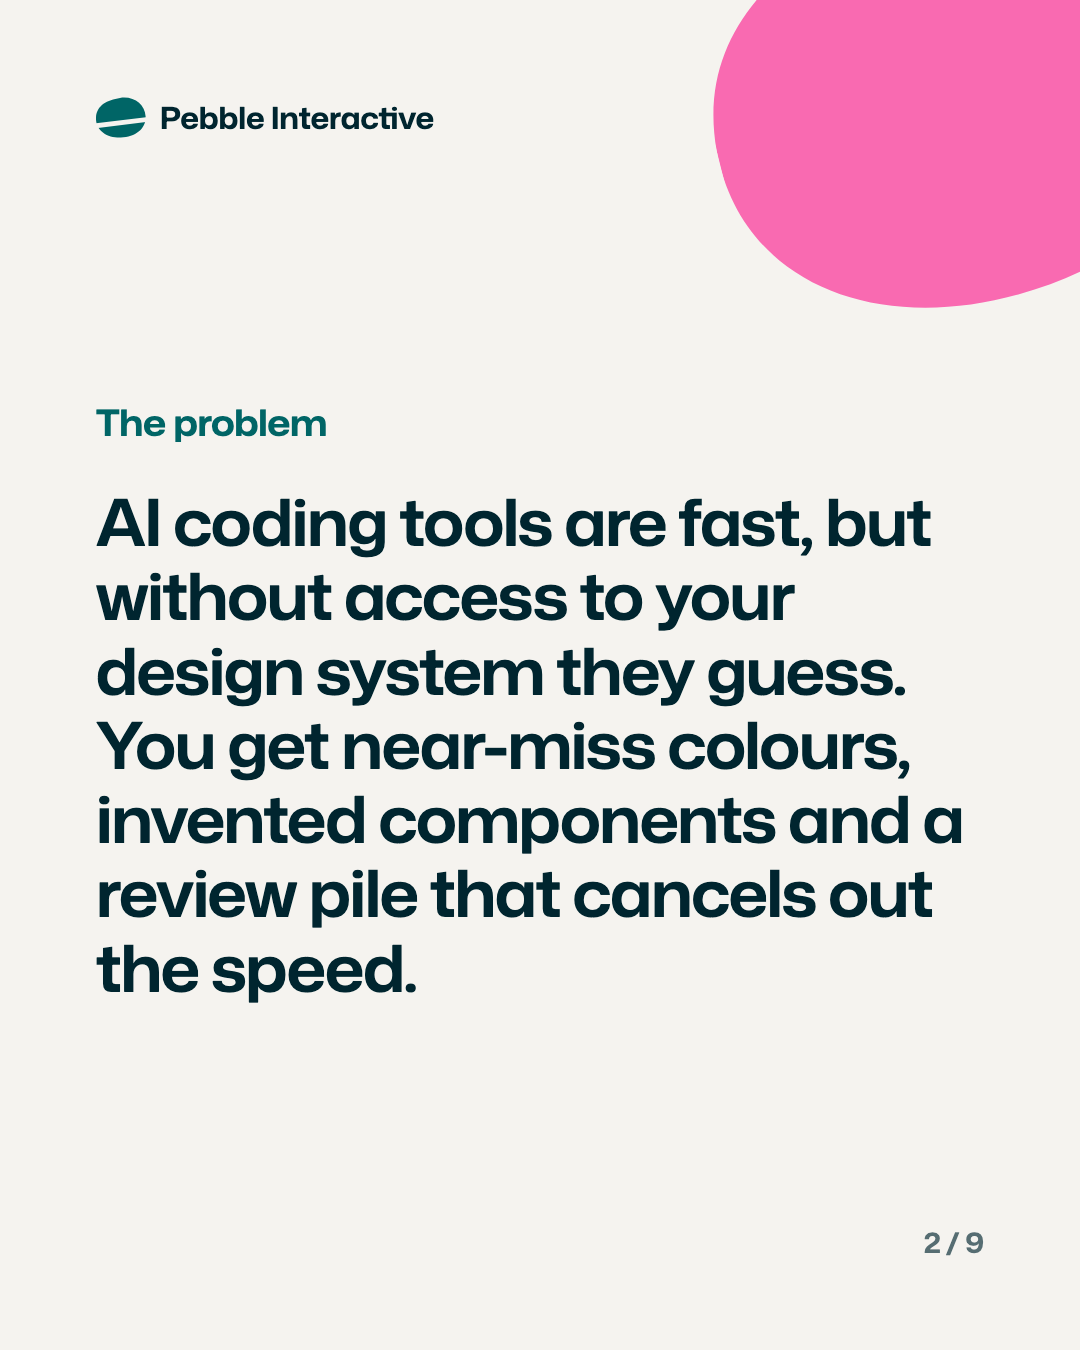 Pebble Interactive
The problem
AI coding tools are fast, but
without access to your
design system they guess.
You get near-miss colours,
invented components and a
review pile that cancels out
the speed.
2 / 9